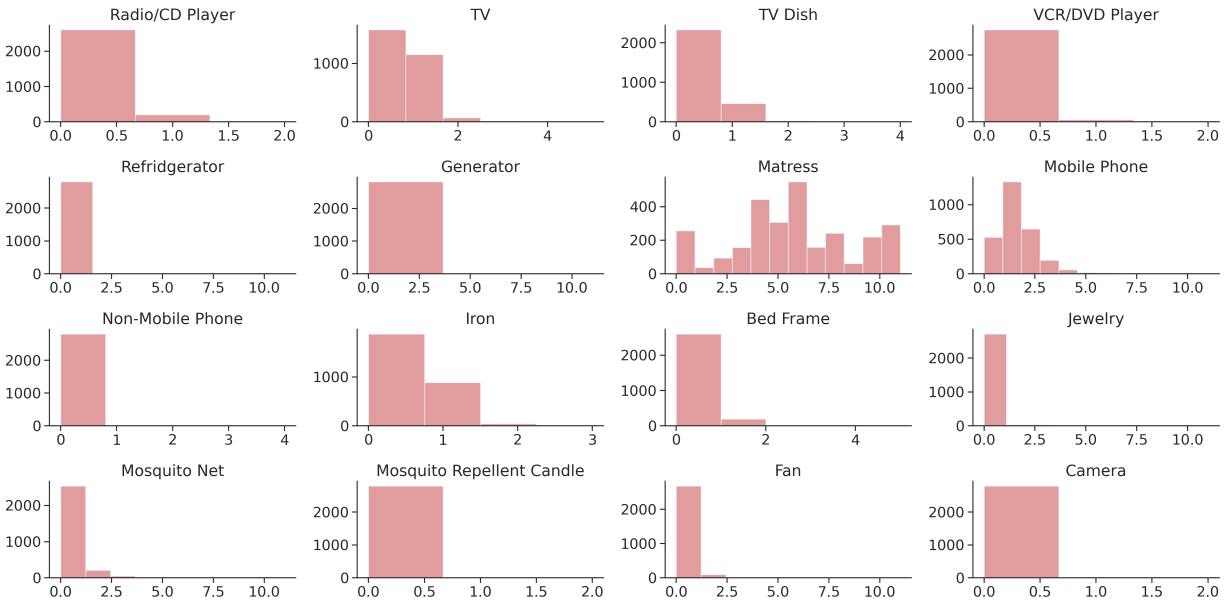 Radio/CD Player TV TV Dish VCR/DVD Player
2000 1000 2000 2000
1000 1000 1000
0 0 0 0
0.0 0.5 1.0 1.5 2.0 0 2 4 0 1 2 3 4 0.0 0.5 1.0 1.5 2.0
Refridgerator Generator Matress Mobile Phone
2000 2000 400 1000
1000 1000 200 500
0 0 0 0
0.0 2.5 5.0 7.5 10.0 0.0 2.5 5.0 7.5 10.0 0.0 2.5 5.0 7.5 10.0 0.0 2.5 5.0 7.5 10.0
Non-Mobile Phone Iron Bed Frame Jewelry
2000 1000 2000 2000
1000 1000 1000
0 0 0 0
0 1 2 3 4 0 1 2 3 0 2 4 0.0 2.5 5.0 7.5 10.0
Mosquito Net Mosquito Repellent Candle Fan Camera
2000 2000 2000 2000
1000 1000 1000 1000
0 0 0 0
0.0 2.5 5.0 7.5 10.0 0.0 0.5 1.0 1.5 2.0 0.0 2.5 5.0 7.5 10.0 0.0 0.5 1.0 1.5 2.0